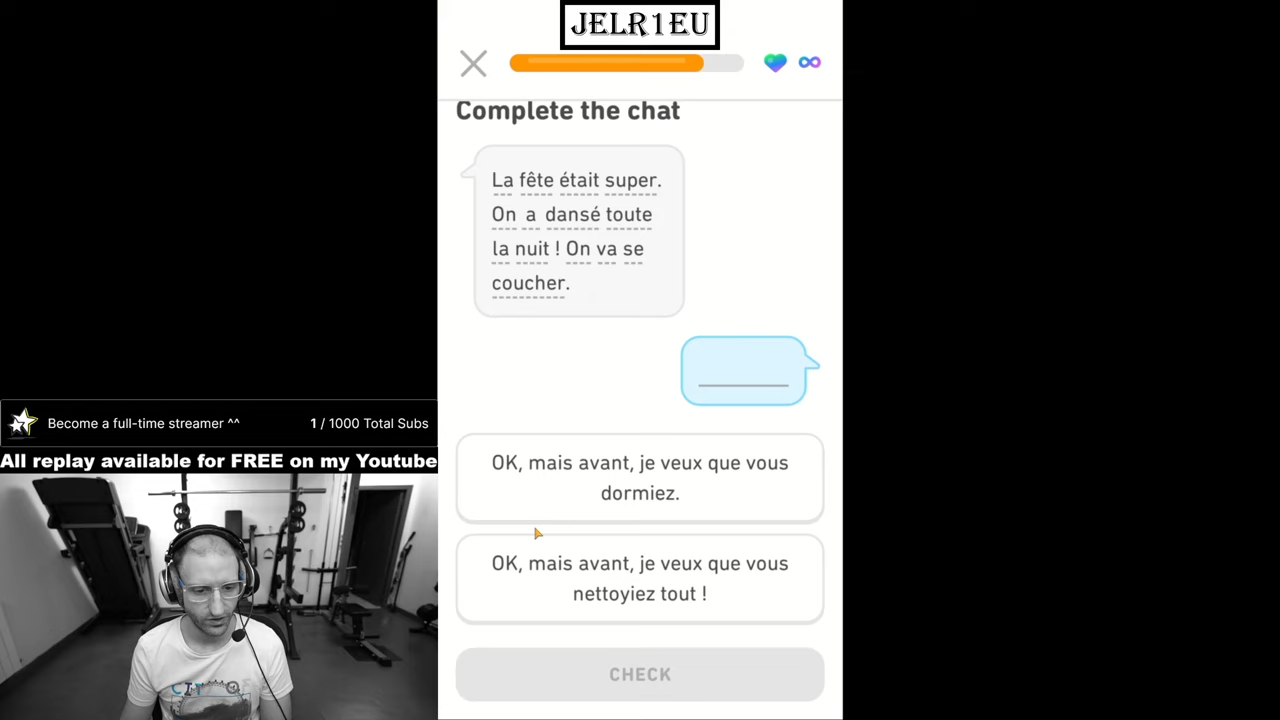 JELR1EU
Complete the chat
La fête était super.
On a dansé toute
la nuit ! On va se
coucher.
OK, mais avant, je veux que vous
dormiez.
OK, mais avant, je veux que vous
nettoyiez tout !
CHECK
Become a full-time streamer ^^ 1 / 1000 Total Subs
All replay available for FREE on my Youtube